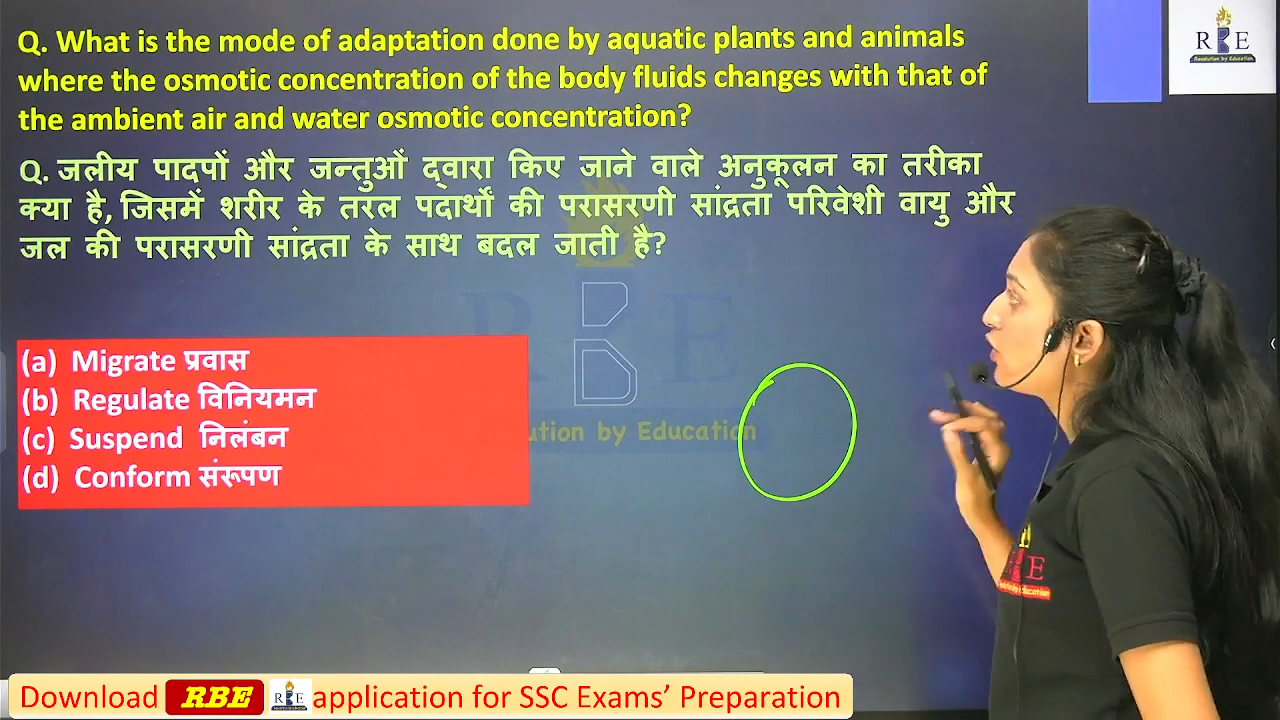 Q. What is the mode of adaptation done by aquatic plants and animals
where the osmotic concentration of the body fluids changes with that of
the ambient air and water osmotic concentration?
Q. जलीय पादपों और जन्तुओं द्वारा किए जाने वाले अनुकूलन का तरीका
क्या है, जिसमें शरीर के तरल पदार्थों की परासरणी सांद्रता परिवेशी वायु और
जल की परासरणी सांद्रता के साथ बदल जाती है?
(a) Migrate प्रवास
(b) Regulate विनियमन
(c) Suspend निलंबन
(d) Conform संरूपण
R B E
Revolution by Education
R B E
ution by Education
E
Download RBE RBE application for SSC Exams’ Preparation